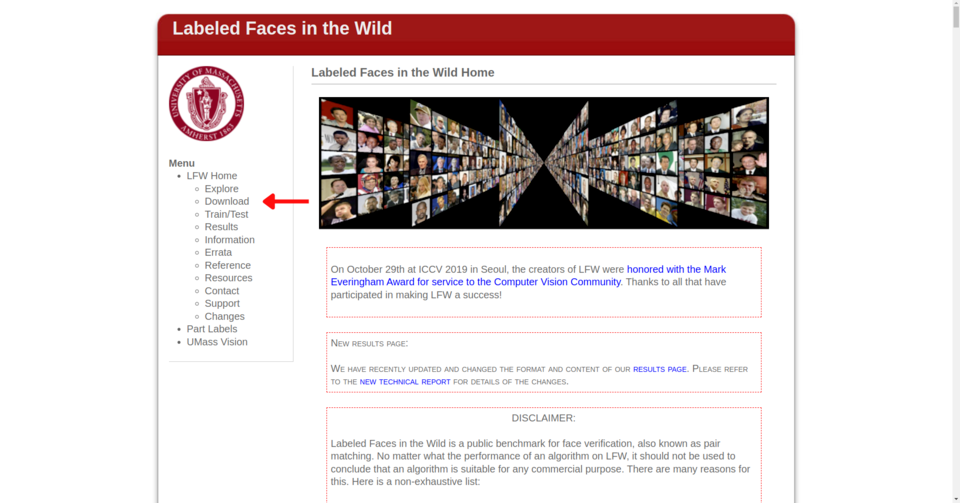 Labeled Faces in the Wild
UNIVERSITY OF MASSACHUSETTS
AMHERST 1863
Menu
LFW Home
Explore
Download
Train/Test
Results
Information
Errata
Reference
Resources
Contact
Support
Changes
Part Labels
UMass Vision
Labeled Faces in the Wild Home
On October 29th at ICCV 2019 in Seoul, the creators of LFW were honored with the Mark
Everingham Award for service to the Computer Vision Community. Thanks to all that have
participated in making LFW a success!
New results page:
We have recently updated and changed the format and content of our results page. Please refer
to the new technical report for details of the changes.
DISCLAIMER:
Labeled Faces in the Wild is a public benchmark for face verification, also known as pair
matching. No matter what the performance of an algorithm on LFW, it should not be used to
conclude that an algorithm is suitable for any commercial purpose. There are many reasons for
this. Here is a non-exhaustive list: